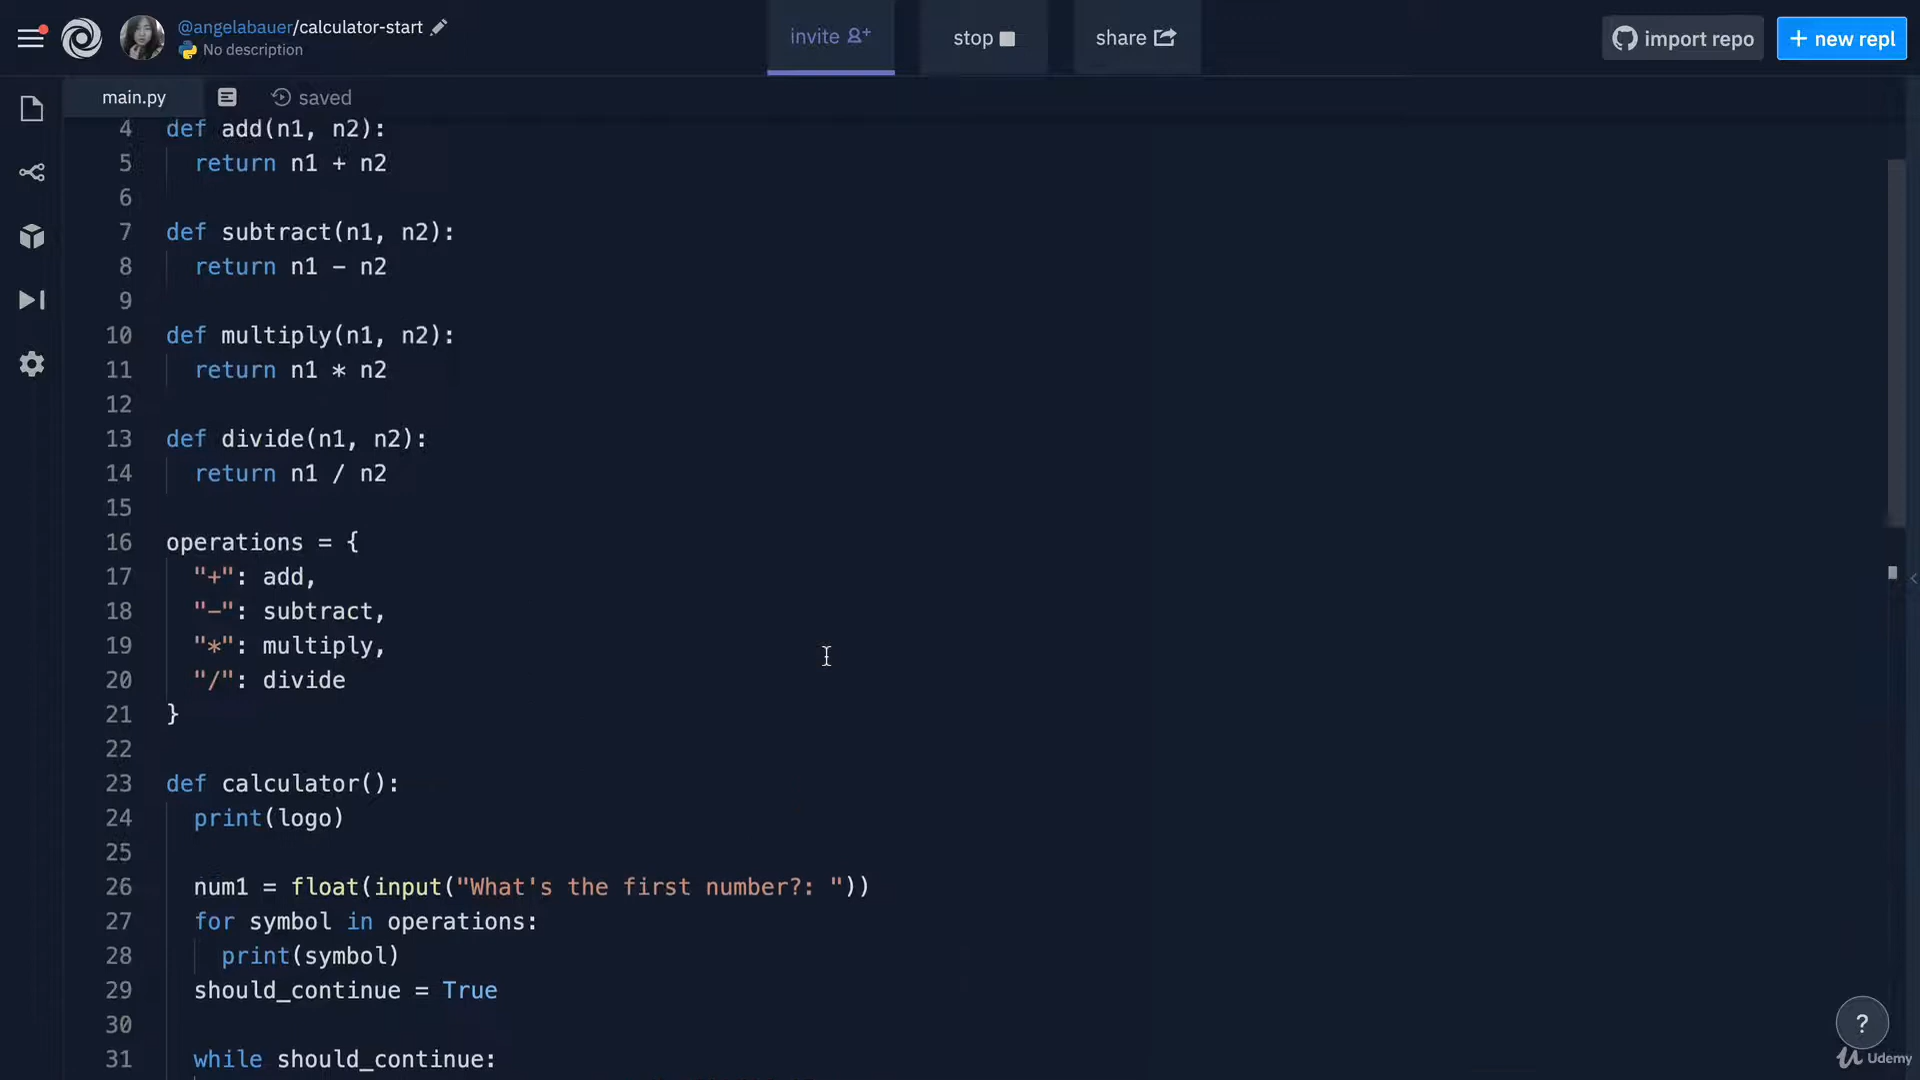 @angelabauer/calculator-start
No description
invite
stop
share
import repo
+ new repl
main.py
saved
4 def add(n1, n2):
5   return n1 + n2
6
7 def subtract(n1, n2):
8   return n1 - n2
9
10 def multiply(n1, n2):
11   return n1 * n2
12
13 def divide(n1, n2):
14   return n1 / n2
15
16 operations = {
17   "+": add,
18   "-": subtract,
19   "*": multiply,
20   "/": divide
21 }
22
23 def calculator():
24   print(logo)
25
26   num1 = float(input("What's the first number?: "))
27   for symbol in operations:
28     print(symbol)
29   should_continue = True
30
31   while should_continue:
?
Udemy